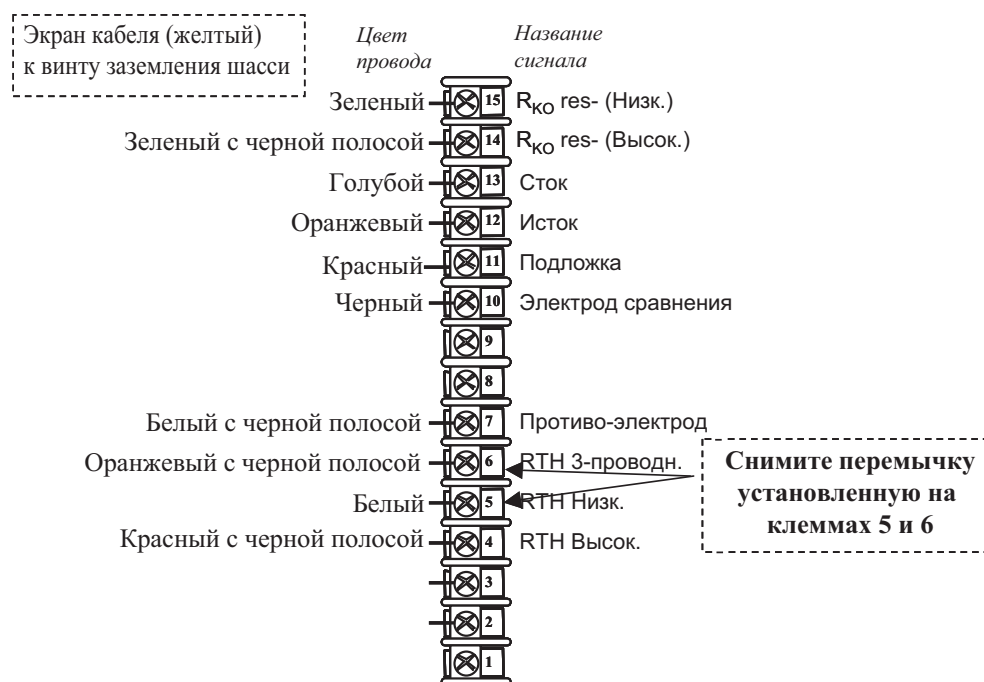 Экран кабеля (желтый)
к винту заземления шасси
Цвет
провода
Название
сигнала
Зеленый 15 RKO res- (Низк.)
Зеленый с черной полосой 14 RKO res- (Высок.)
Голубой 13 Сток
Оранжевый 12 Исток
Красный 11 Подложка
Черный 10 Электрод сравнения
9
8
Белый с черной полосой 7 Противо-электрод
Оранжевый с черной полосой 6 RTH 3-проводн.
Белый 5 RTH Низк.
Красный с черной полосой 4 RTH Высок.
3
2
1
Снимите перемычку
установленную на
клеммах 5 и 6